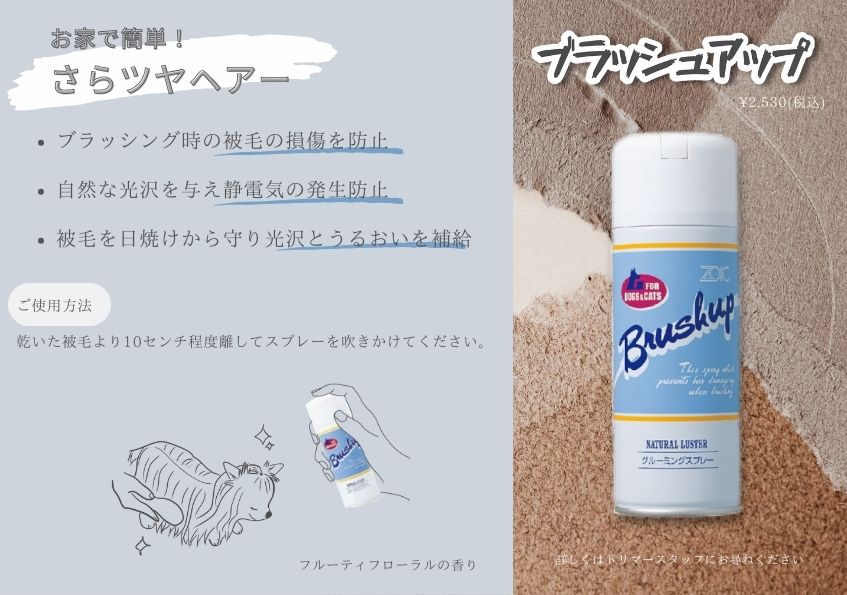 お家で簡単！
さらツヤヘアー
ブラッシング時の被毛の損傷を防止
自然な光沢を与え静電気の発生防止
被毛を日焼けから守り光沢とうるおいを補給
ご使用方法
乾いた被毛より10センチ程度離してスプレーを吹きかけてください。
Brushup
フルーティフローラルの香り
ブラッシュアップ
¥2,530(税込)
ZOIC
FOR
DOGS&CATS
Brushup
This spray which
prevents hair damaging
when brushing
NATURAL LUSTER
グルーミングスプレー
詳しくはトリマースタッフにお尋ねください